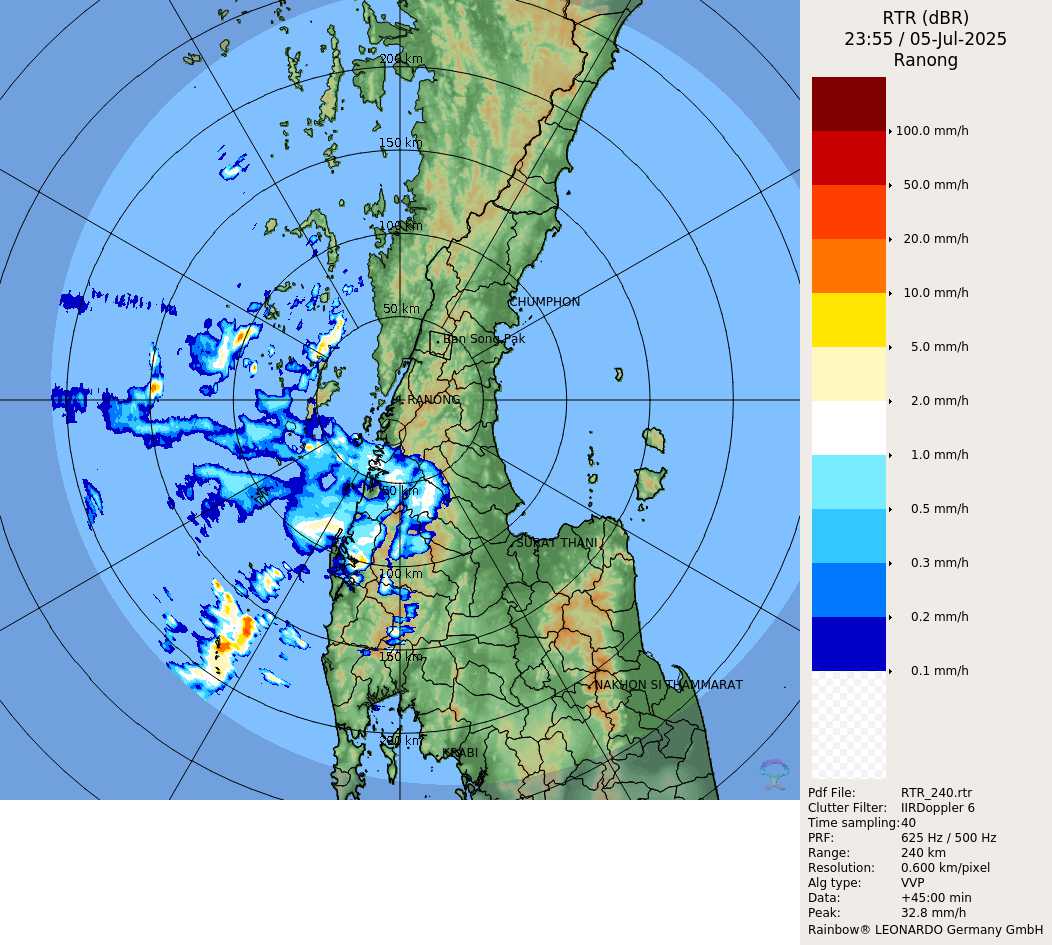 RTR (dBR)
23:55 / 05-Jul-2025
Ranong
100.0 mm/h
50.0 mm/h
20.0 mm/h
10.0 mm/h
5.0 mm/h
2.0 mm/h
1.0 mm/h
0.5 mm/h
0.3 mm/h
0.2 mm/h
0.1 mm/h
200 km
150 km
100 km
50 km
CHUMPHON
Ban Song Pak
RANONG
50 km
SURAT THANI
100 km
150 km
NAKHON SI THAMMARAT
200 km
KRABI
Pdf File: RTR_240.rtr
Clutter Filter: IIRDoppler 6
Time sampling:40
PRF: 625 Hz / 500 Hz
Range: 240 km
Resolution: 0.600 km/pixel
Alg type: VVP
Data: +45:00 min
Peak: 32.8 mm/h
Rainbow® LEONARDO Germany GmbH